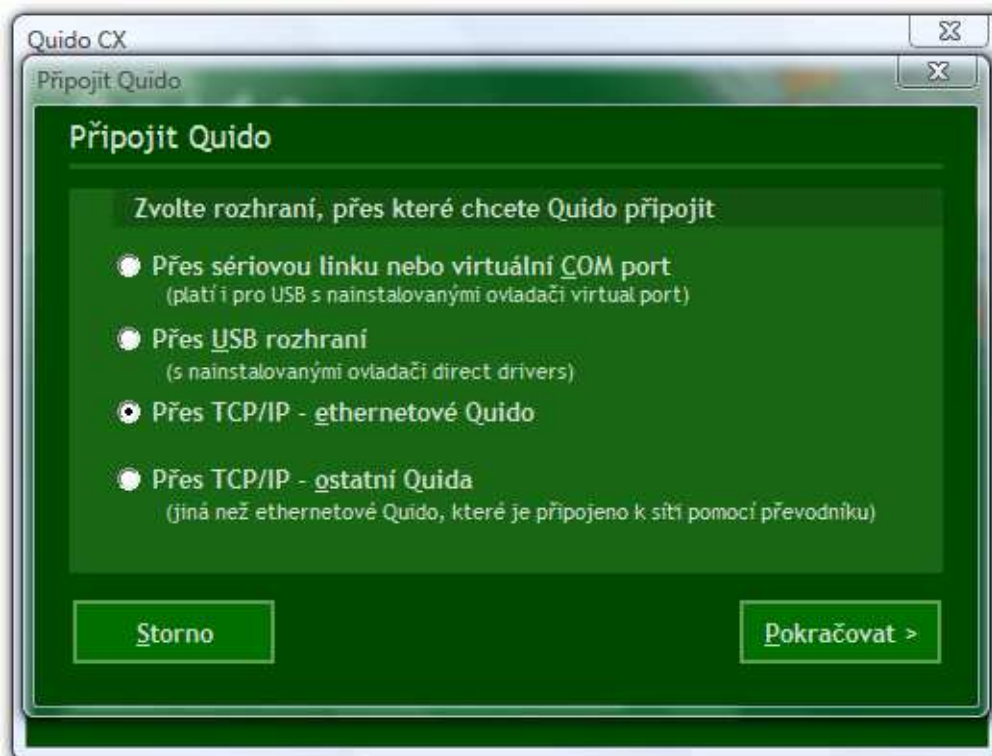 Quido CX
Připojit Quido
Připojit Quido
Zvolte rozhraní, přes které chcete Quido připojit
Přes sériovou linku nebo virtuální COM port
(platí i pro USB s nainstalovanými ovladači virtual port)
Přes USB rozhraní
(s nainstalovanými ovladači direct drivers)
Přes TCP/IP - ethernetové Quido
Přes TCP/IP - ostatní Quida
(jiná než ethernetové Quido, které je připojeno k síti pomocí převodníku)
Storno
Pokračovat >